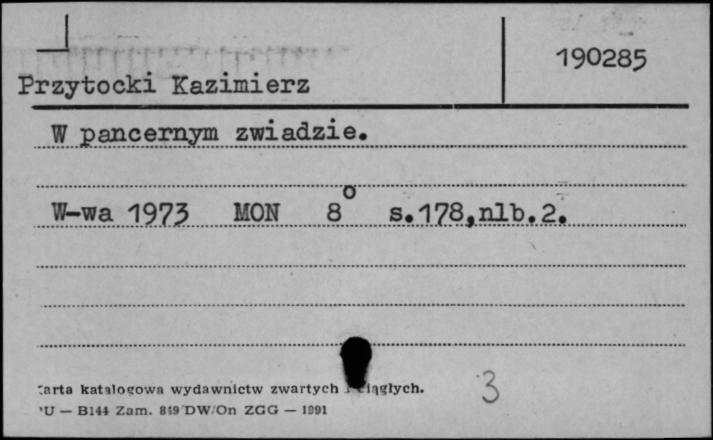 190285
Przytocki Kazimierz
W pancernym zwiadzie.
W-wa 1973 MON 8° s.178,nlb.2.
arta katalogowa wydawnictw zwartych i ciągłych.
U — B144 Zam. 819 DW/On ZGG — 1991
3